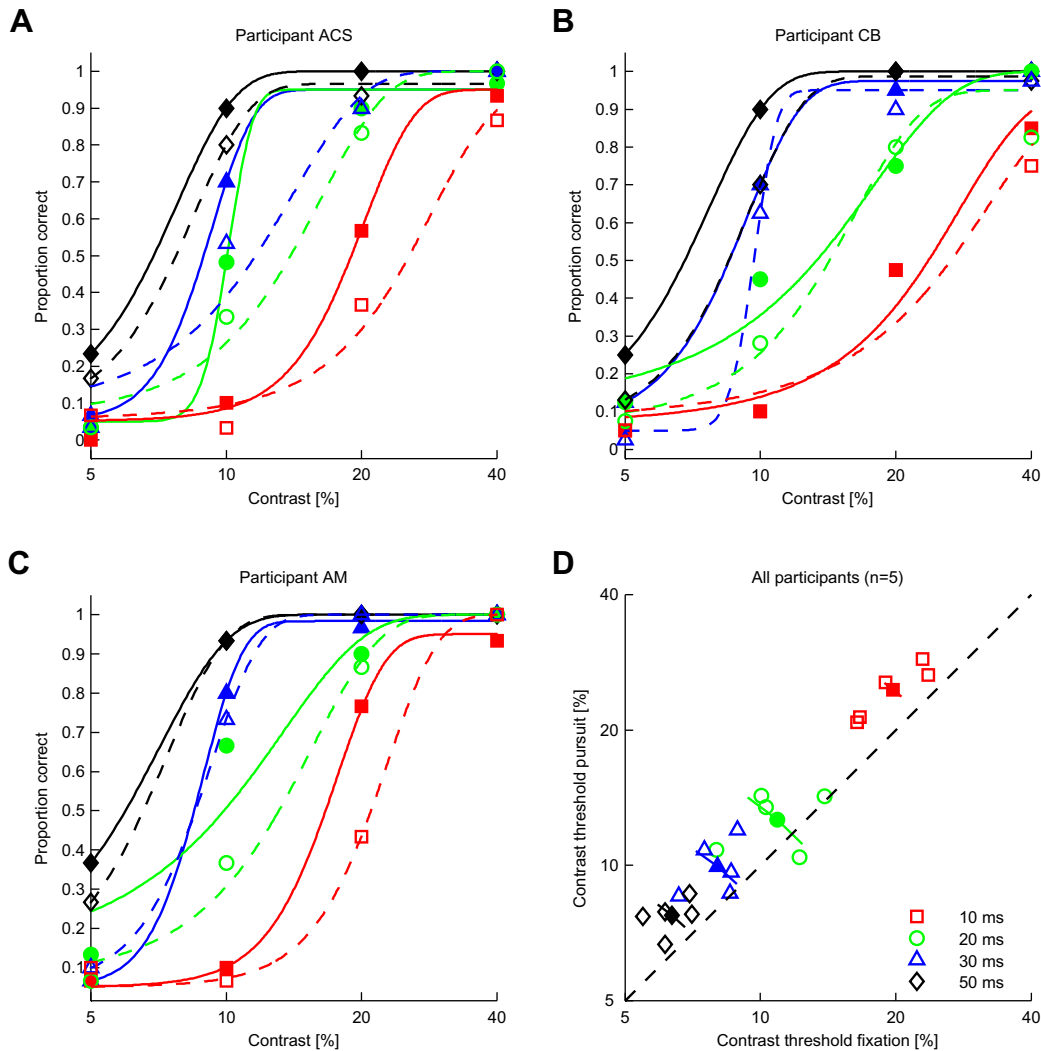 A
Participant ACS
1
0.9
0.8
0.7
0.6
0.5
0.4
0.3
0.2
0.1
0
Proportion correct
5 10 20 40
Contrast [%]
B
Participant CB
1
0.9
0.8
0.7
0.6
0.5
0.4
0.3
0.2
0.1
0
Proportion correct
5 10 20 40
Contrast [%]
C
Participant AM
1
0.9
0.8
0.7
0.6
0.5
0.4
0.3
0.2
0.1
Proportion correct
5 10 20 40
Contrast [%]
D
All participants (n=5)
40
20
10
5
Contrast threshold pursuit [%]
10 ms
20 ms
30 ms
50 ms
5 10 20 40
Contrast threshold fixation [%]